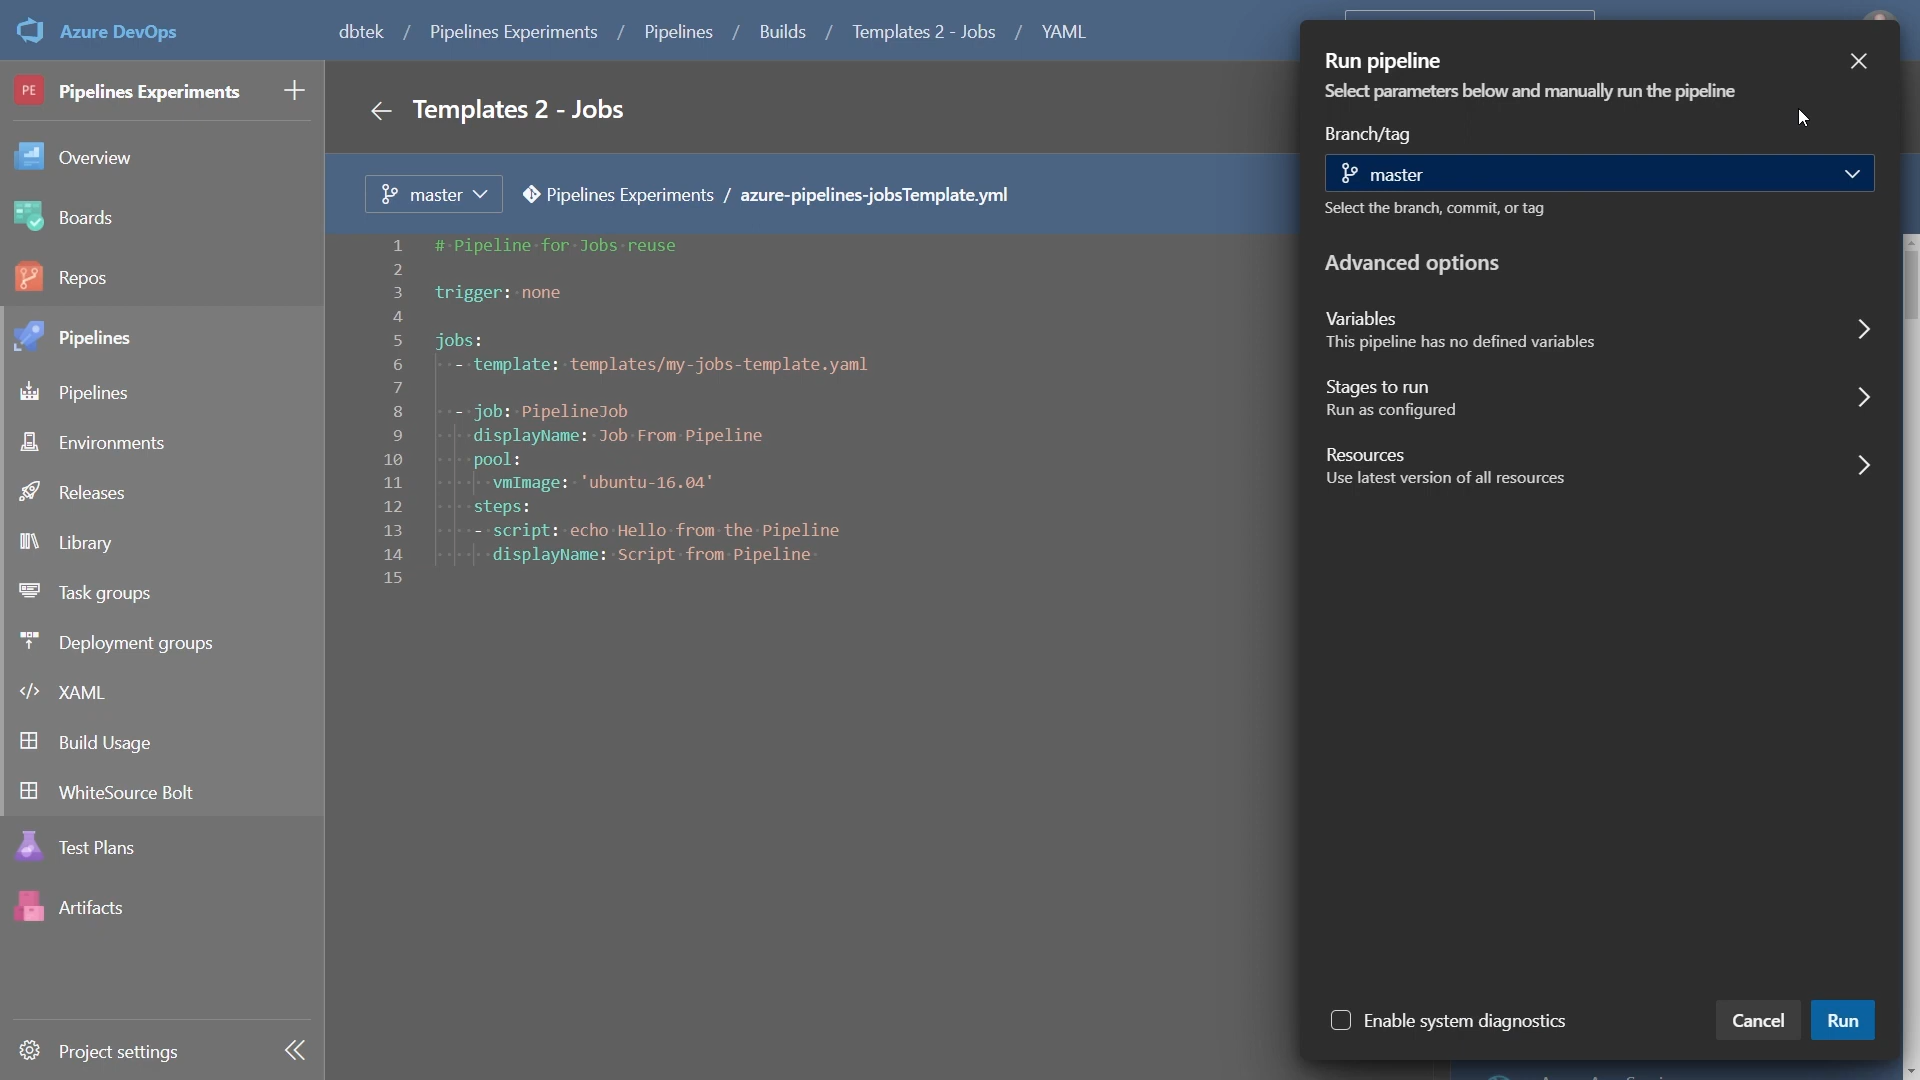 Azure DevOps
dbtek / Pipelines Experiments / Pipelines / Builds / Templates 2 - Jobs / YAML
PE Pipelines Experiments
Overview
Boards
Repos
Pipelines
Pipelines
Environments
Releases
Library
Task groups
Deployment groups
XAML
Build Usage
WhiteSource Bolt
Test Plans
Artifacts
Project settings
Templates 2 - Jobs
master
Pipelines Experiments / azure-pipelines-jobsTemplate.yml
1 # Pipeline for Jobs reuse
2
3 trigger: none
4
5 jobs:
6 - template: templates/my-jobs-template.yaml
7
8 - job: PipelineJob
9 displayName: Job From Pipeline
10 pool:
11 vmImage: 'ubuntu-16.04'
12 steps:
13 - script: echo Hello from the Pipeline
14 displayName: Script from Pipeline
15
Run pipeline
Select parameters below and manually run the pipeline
Branch/tag
master
Select the branch, commit, or tag
Advanced options
Variables
This pipeline has no defined variables
Stages to run
Run as configured
Resources
Use latest version of all resources
Enable system diagnostics
Cancel
Run